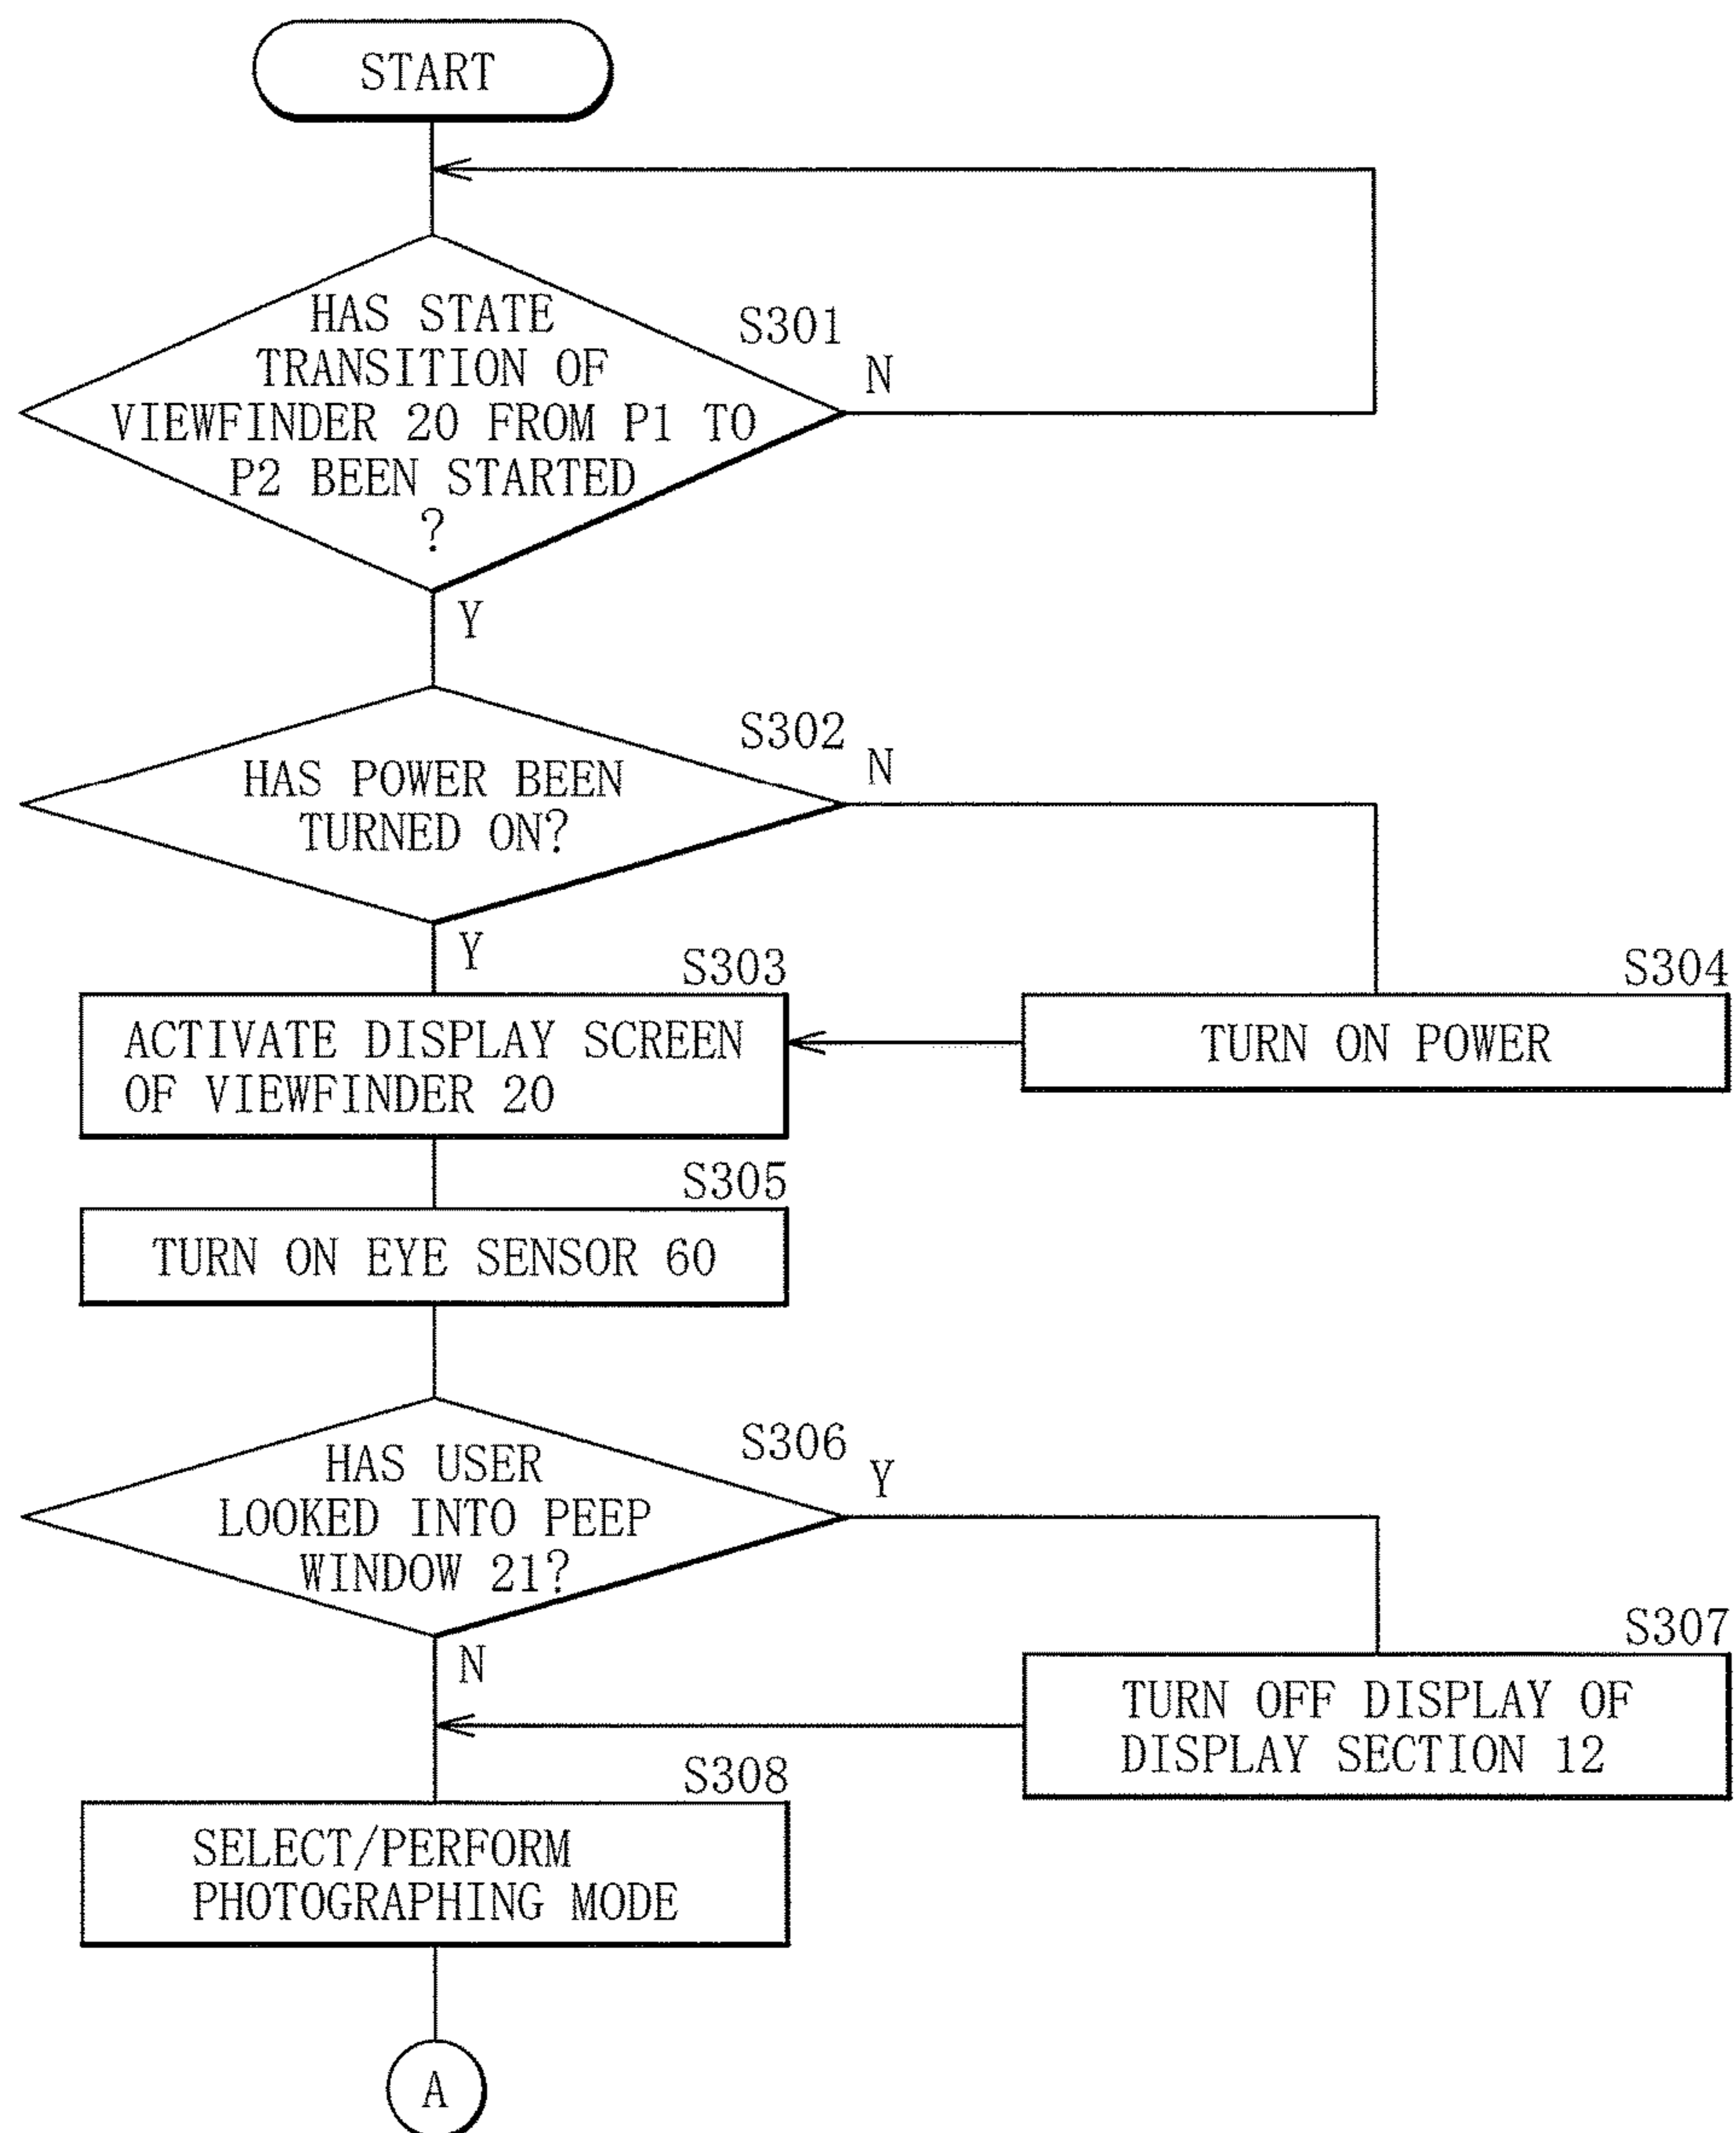 START
HAS STATE
TRANSITION OF
VIEWFINDER 20 FROM P1 TO
P2 BEEN STARTED
?
S301
N
Y
HAS POWER BEEN
TURNED ON?
S302
N
Y
S303
ACTIVATE DISPLAY SCREEN
OF VIEWFINDER 20
S304
TURN ON POWER
S305
TURN ON EYE SENSOR 60
HAS USER
LOOKED INTO PEEP
WINDOW 21?
S306
Y
N
S307
TURN OFF DISPLAY OF
DISPLAY SECTION 12
S308
SELECT/PERFORM
PHOTOGRAPHING MODE
A